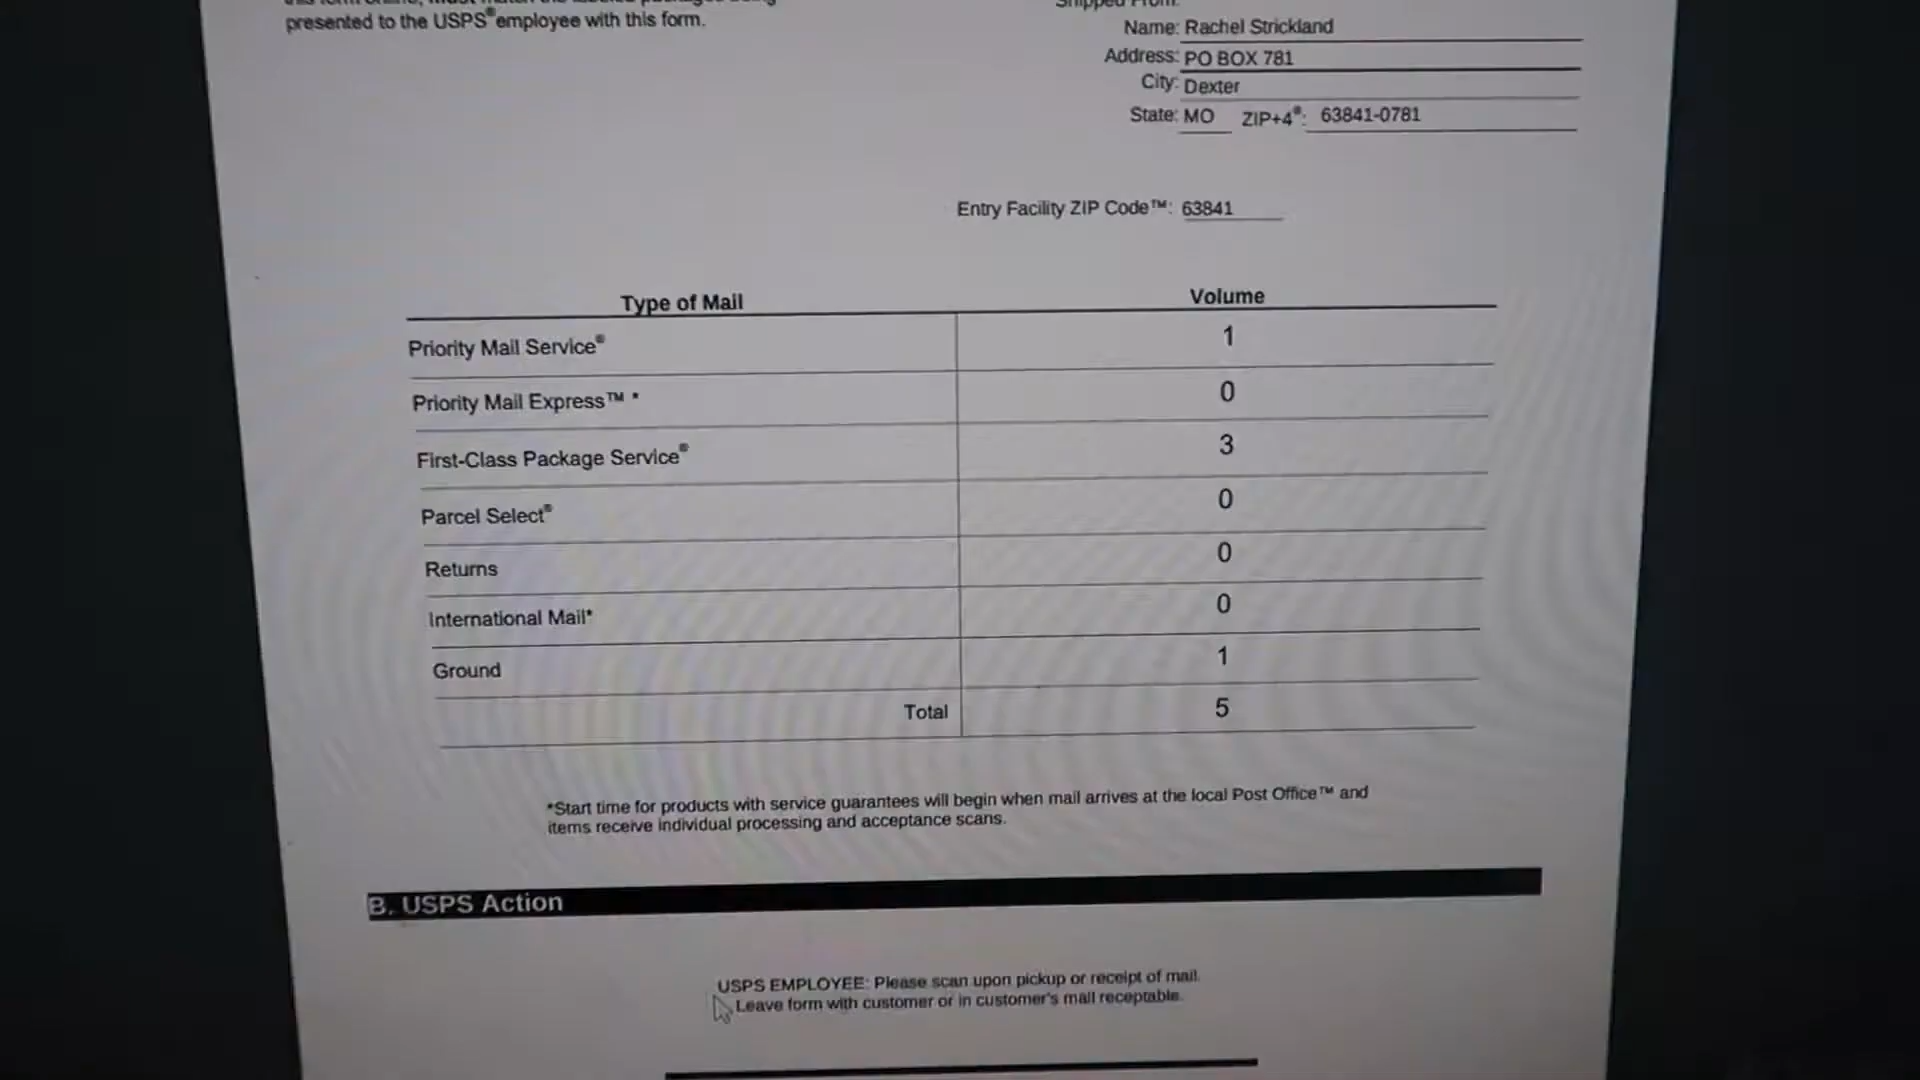 presented to the USPS® employee with this form.
Shipped From:
Name: Rachel Strickland
Address: PO BOX 781
City: Dexter
State: MO ZIP+4®: 63841-0781
Entry Facility ZIP Code™: 63841
Type of Mail Volume
Priority Mail Service® 1
Priority Mail Express™ * 0
First-Class Package Service® 3
Parcel Select® 0
Returns 0
International Mail* 0
Ground 1
Total 5
*Start time for products with service guarantees will begin when mail arrives at the local Post Office™ and
items receive individual processing and acceptance scans.
B. USPS Action
USPS EMPLOYEE: Please scan upon pickup or receipt of mail.
Leave form with customer or in customer's mail receptable.